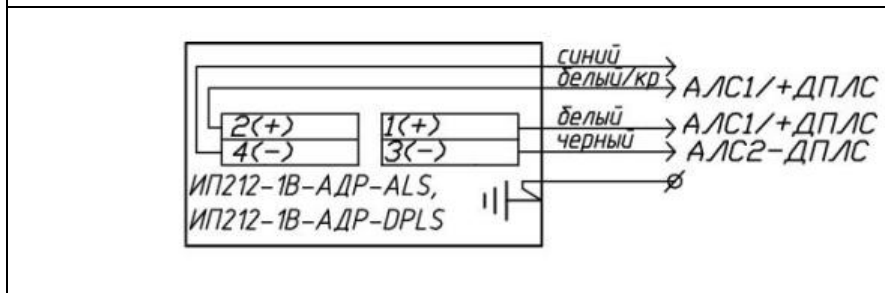 синий
белый/кр
АЛС1/+ДПЛС
2(+)
1(+)
белый
АЛС1/+ДПЛС
4(-)
3(-)
черный
АЛС2-ДПЛС
ИП212-1В-АДР-ALS,
ИП212-1В-АДР-DPLS